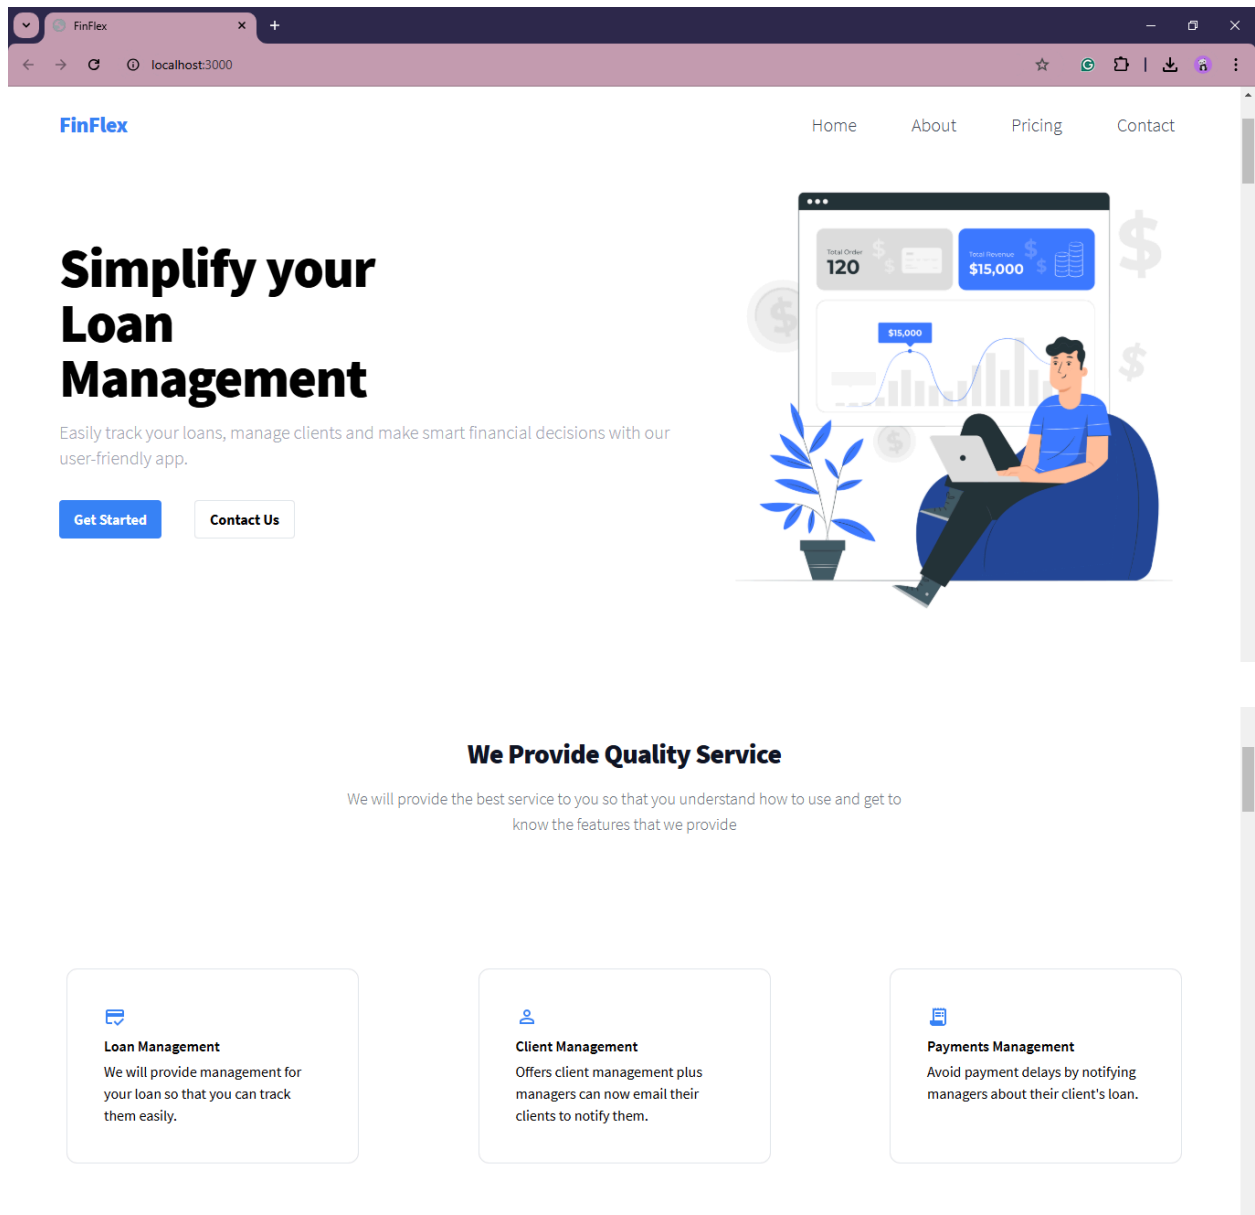 FinFlex
localhost:3000
FinFlex
Home
About
Pricing
Contact
Simplify your
Loan
Management
Easily track your loans, manage clients and make smart financial decisions with our
user-friendly app.
Get Started
Contact Us
Total Order
120
Total Revenue
$15,000
$15,000
We Provide Quality Service
We will provide the best service to you so that you understand how to use and get to
know the features that we provide
Loan Management
We will provide management for
your loan so that you can track
them easily.
Client Management
Offers client management plus
managers can now email their
clients to notify them.
Payments Management
Avoid payment delays by notifying
managers about their client's loan.